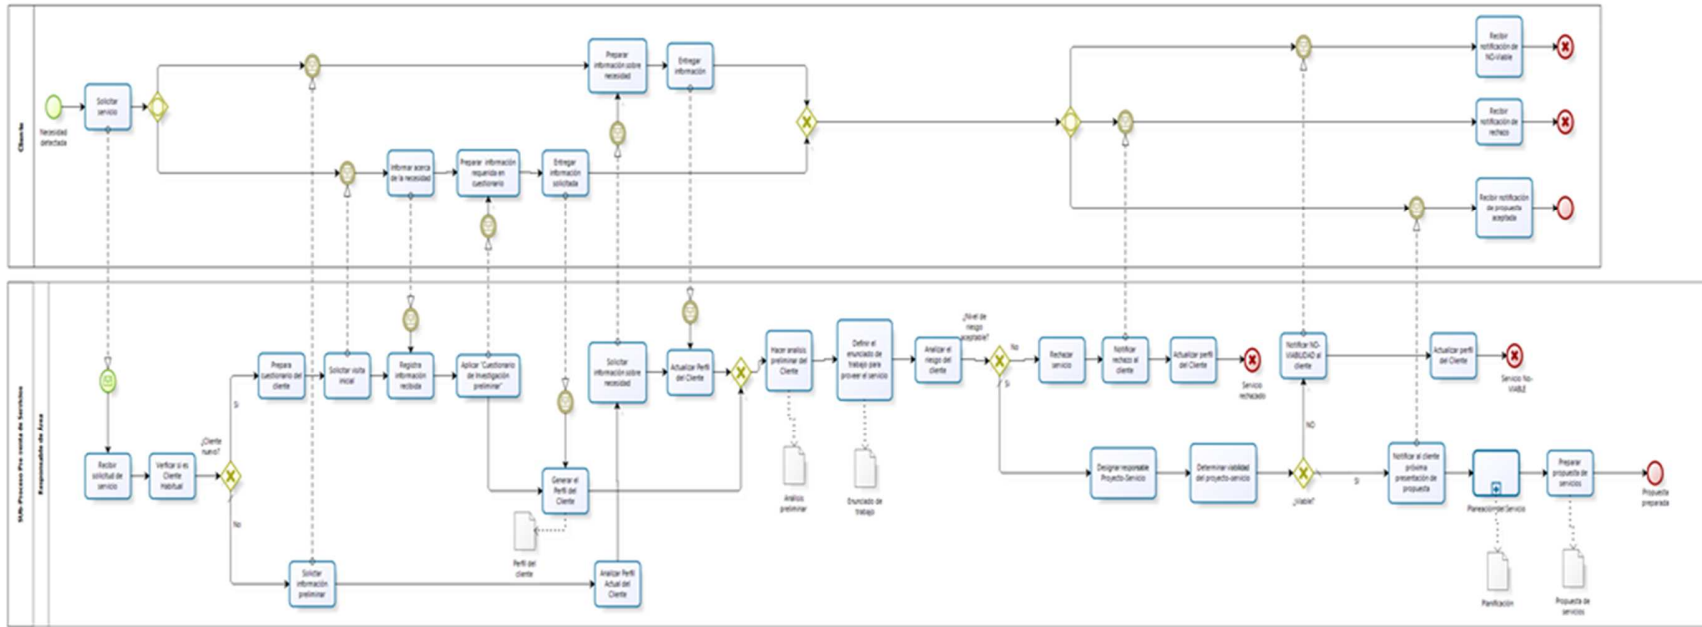 Cliente
Necesidad
detectada
Solicitar
servicio
Preparar
información sobre
necesidad
Entregar
información
Informar acerca
de la necesidad
Preparar información
requerida en
cuestionario
Entregar
información
solicitada
Recibir
notificación de
NO-Viable
Recibir
notificación de
rechazo
Recibir notificación
de propuesta
aceptada
SUb-Proceso Pre-venta de Servicios
Responsable de Área
Recibir
solicitud de
servicio
Verificar si es
Cliente
Habitual
¿Cliente
nuevo?
Si
No
Prepara
cuestionario del
cliente
Solicitar visita
inicial
Registra
información
recibida
Aplicar "Cuestionario
de Investigación
preliminar"
Generar el
Perfil del
Cliente
Perfil del
cliente
Solicitar
información
preliminar
Analizar Perfil
Actual del
Cliente
Solicitar
información sobre
necesidad
Actualizar Perfil
del Cliente
Hacer analisis
preliminar del
Cliente
Análisis
preliminar
Definir el
enunciado de
trabajo para
proveer el servicio
Enunciado de
trabajo
Analizar el
riesgo del
cliente
¿Nivel de
riesgo
aceptable?
No
Si
Rechazar
servicio
Notificar
rechazo al
cliente
Actualizar perfil
del Cliente
Servicio
rechazado
Designar responsable
Proyecto-Servicio
Determinar viabilidad
del proyecto-servicio
¿Viable?
NO
SI
Notificar NO-
VIABILIDAD al
cliente
Actualizar perfil
del Cliente
Servicio No-
VIABLE
Notificar al cliente
próxima
presentación de
propuesta
Planeación del Servicio
Planificación
Preparar
propuesta de
servicios
Propuesta de
servicios
Propuesta
preparada